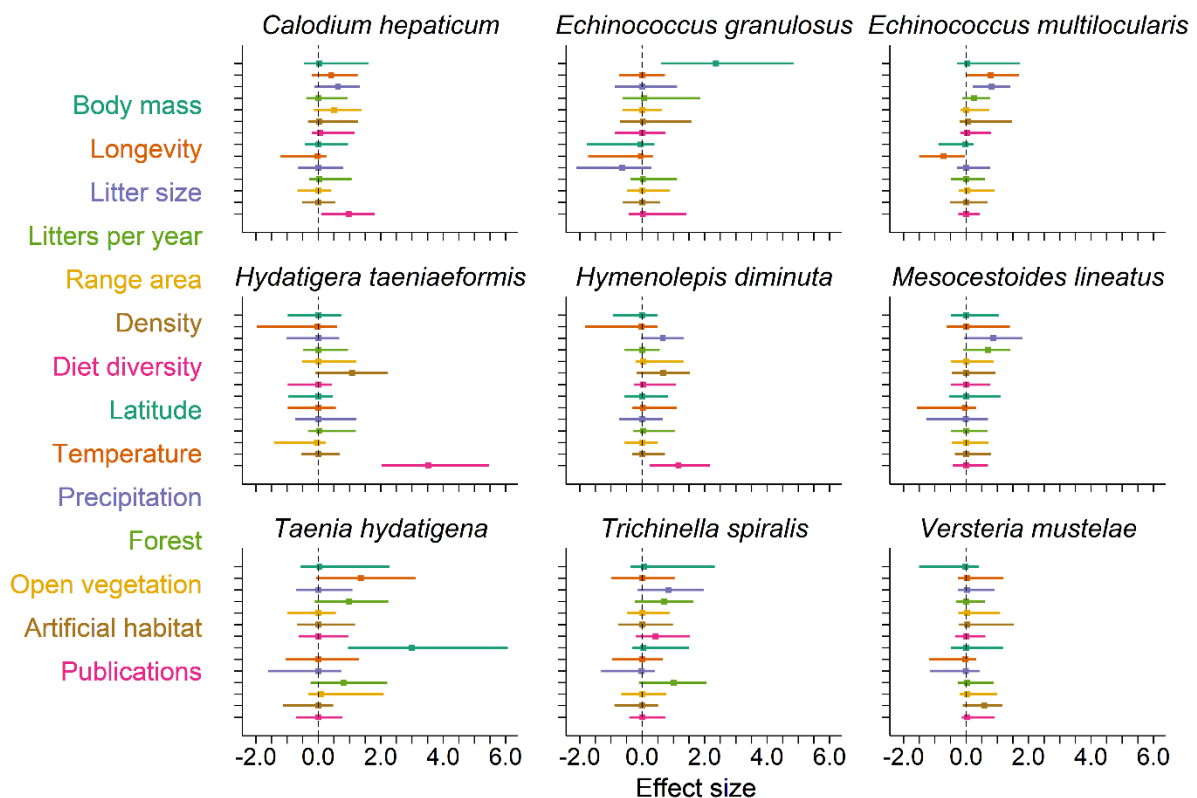 Calodium hepaticum
Echinococcus granulosus
Echinococcus multilocularis
Body mass
Longevity
Litter size
Litters per year
Range area
Density
Diet diversity
Latitude
Temperature
Precipitation
Forest
Open vegetation
Artificial habitat
Publications
Hydatigera taeniaeformis
Hymenolepis diminuta
Mesocestoides lineatus
Taenia hydatigena
Trichinella spiralis
Versteria mustelae
-2.0 0.0 2.0 4.0 6.0
-2.0 0.0 2.0 4.0 6.0
-2.0 0.0 2.0 4.0 6.0
Effect size